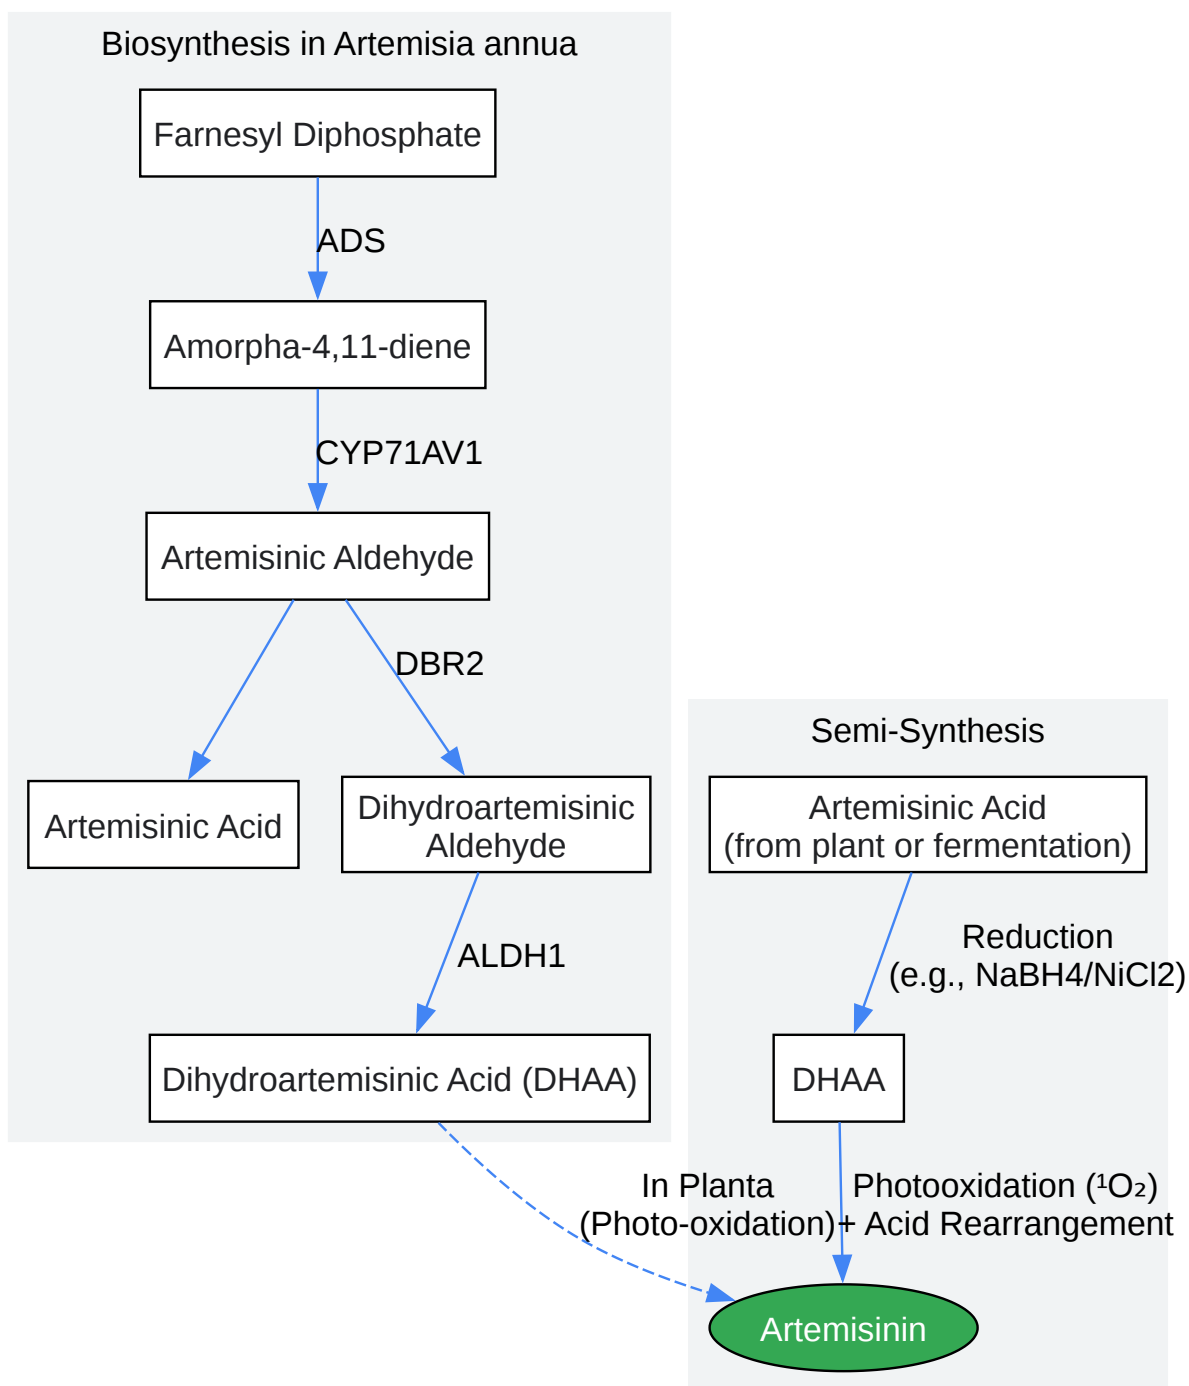 Biosynthesis in Artemisia annua
Farnesyl Diphosphate
ADS
Amorpha-4,11-diene
CYP71AV1
Artemisinic Aldehyde
DBR2
Artemisinic Acid
Dihydroartemisinic
Aldehyde
ALDH1
Dihydroartemisinic Acid (DHAA)
In Planta
(Photo-oxidation)
Semi-Synthesis
Artemisinic Acid
(from plant or fermentation)
Reduction
(e.g., NaBH4/NiCl2)
DHAA
Photooxidation (¹O₂)
+ Acid Rearrangement
Artemisinin